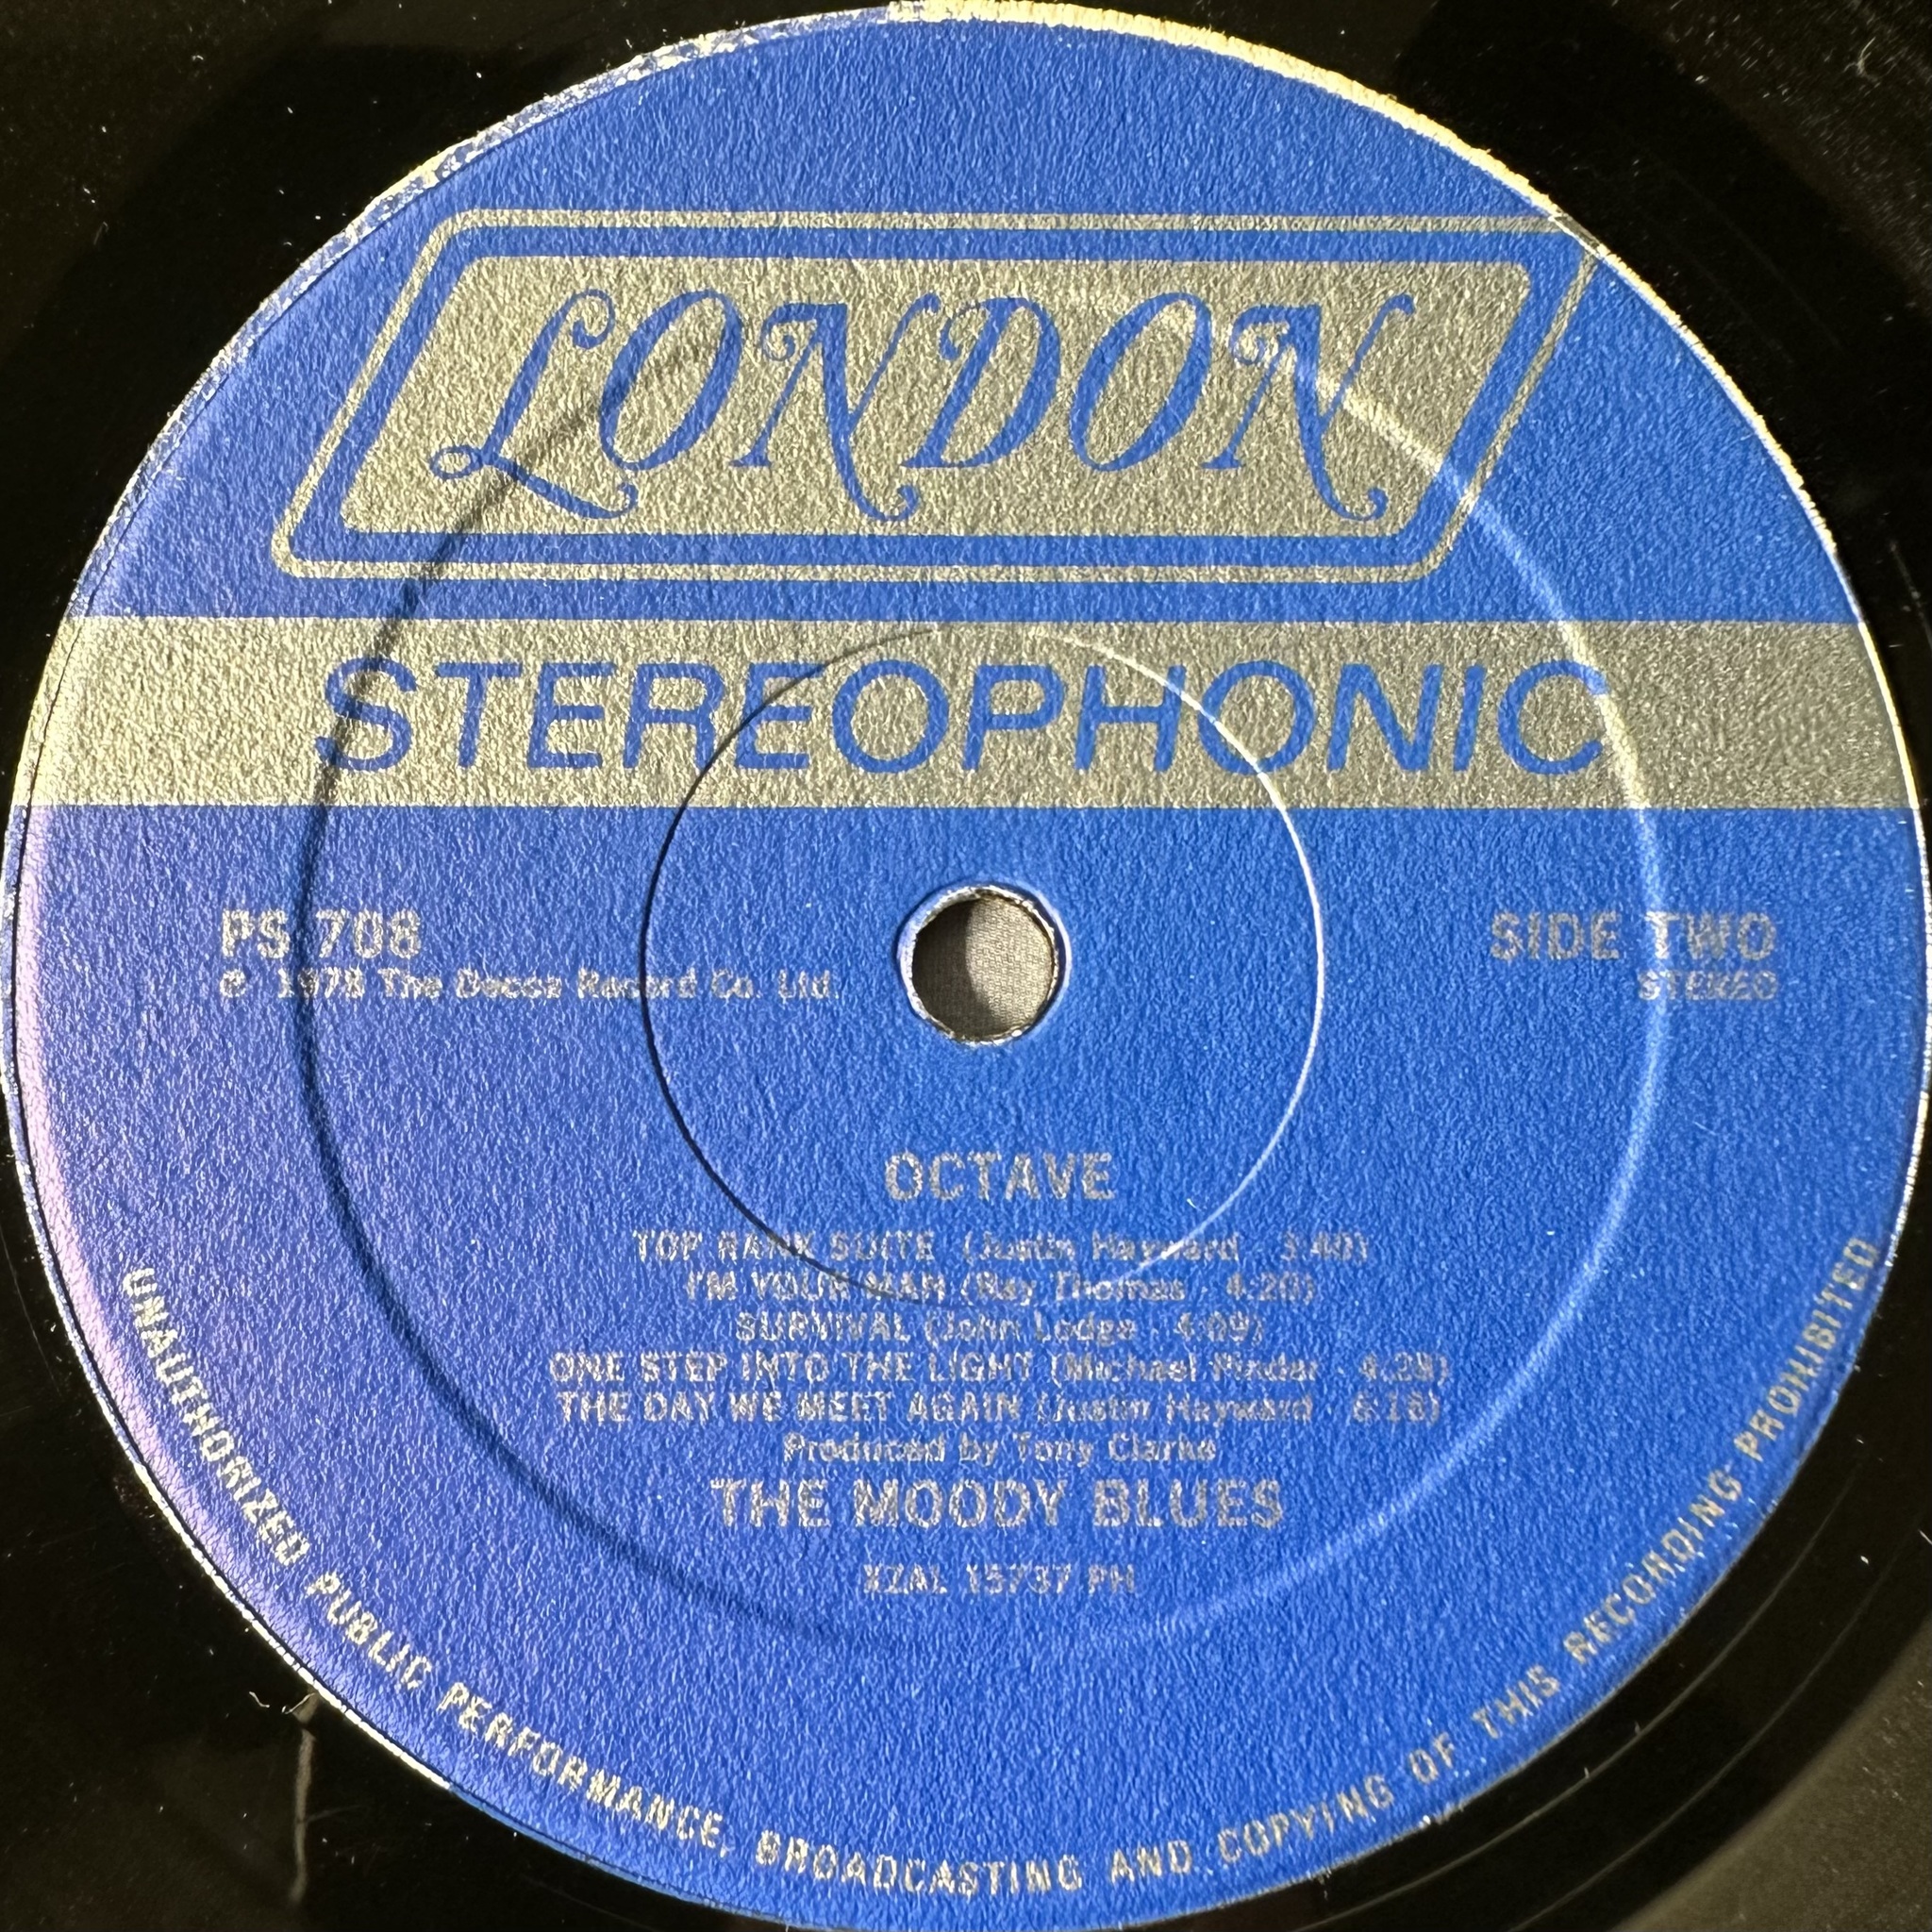 LONDON
STEREOPHONIC
PS 708
℗ 1978 The Decca Record Co. Ltd.
SIDE TWO
STEREO
OCTAVE
TOP RANK SUITE (Justin Hayward - 3:40)
I'M YOUR MAN (Ray Thomas - 4:20)
SURVIVAL (John Lodge - 4:09)
ONE STEP INTO THE LIGHT (Michael Pinder - 4:28)
THE DAY WE MEET AGAIN (Justin Hayward - 6:18)
Produced by Tony Clarke
THE MOODY BLUES
XZAL 15737 PH
UNAUTHORIZED PUBLIC PERFORMANCE, BROADCASTING AND COPYING OF THIS RECORDING PROHIBITED